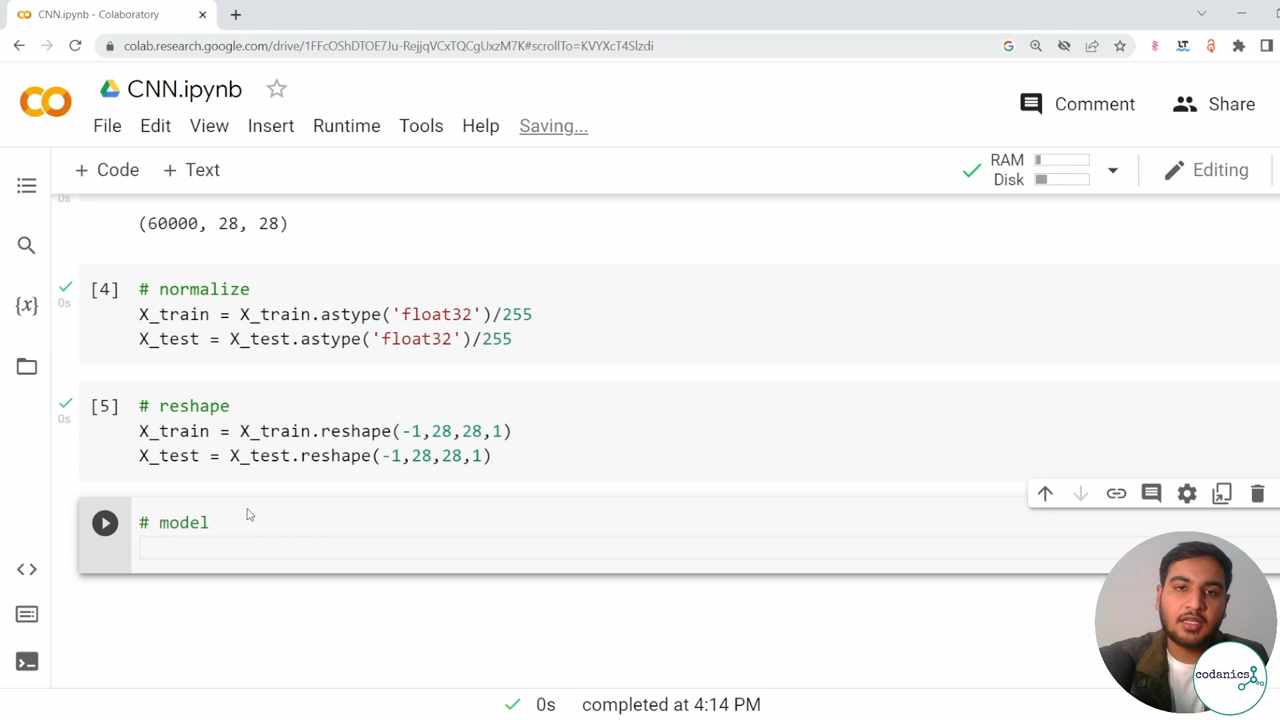 CNN.ipynb - Colaboratory
colab.research.google.com/drive/1FFcOShDTOE7Ju-RejjqVCxTQCgUxzM7K#scrollTo=KVYXcT4Slzdi
CO CNN.ipynb
Comment Share
File Edit View Insert Runtime Tools Help Saving...
+ Code + Text
RAM
Disk
Editing
0s
(60000, 28, 28)
[4] # normalize
0s
X_train = X_train.astype('float32')/255
X_test = X_test.astype('float32')/255
[5] # reshape
0s
X_train = X_train.reshape(-1,28,28,1)
X_test = X_test.reshape(-1,28,28,1)
# model
codanics
0s completed at 4:14 PM